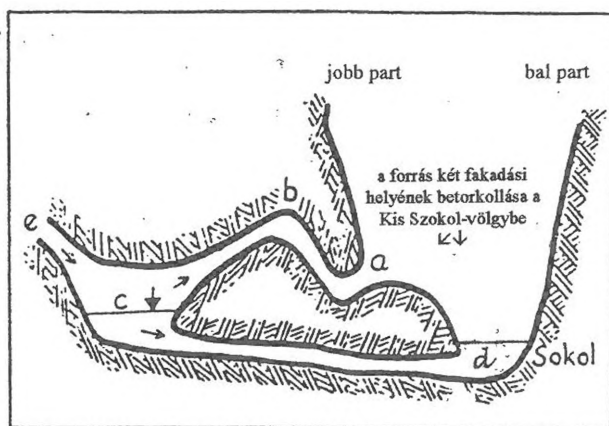 jobb part
bal part
a forrás két fakadási
helyének betorkollása a
Kis Szokol-völgybe
b
e
a
c
d
Sokol